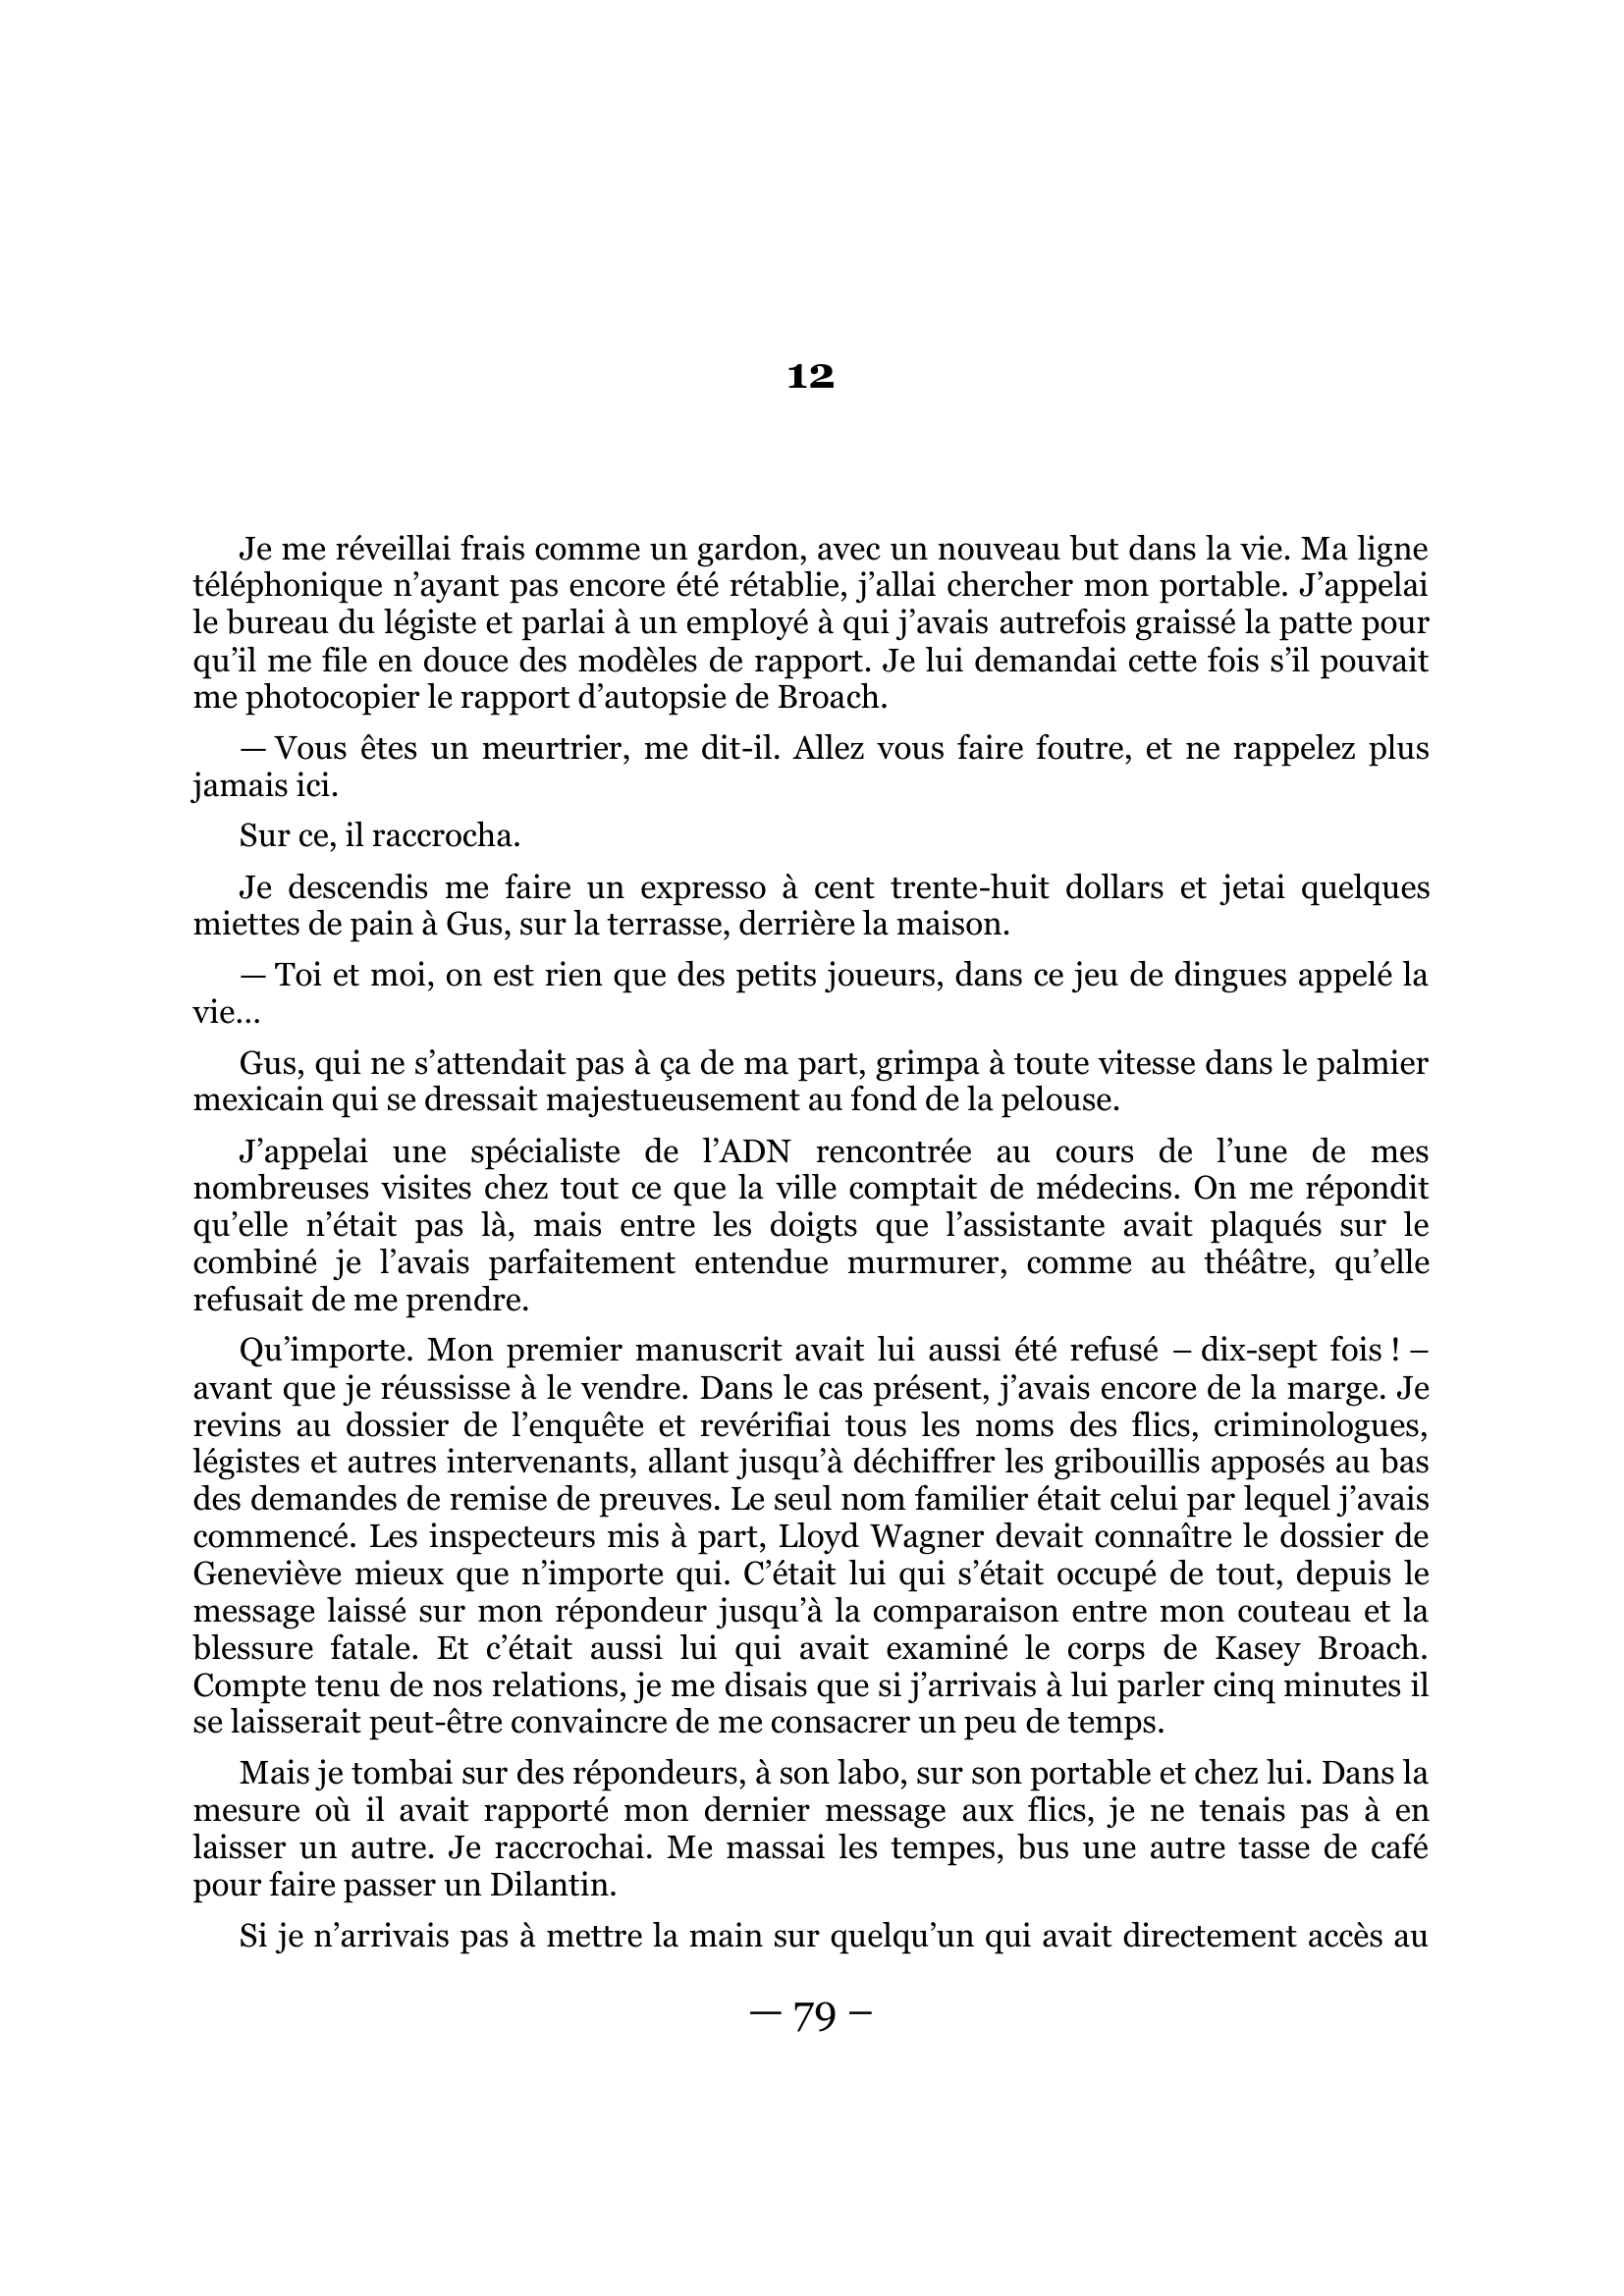 12
Je me réveillai frais comme un gardon, avec un nouveau but dans la vie. Ma ligne
téléphonique n’ayant pas encore été rétablie, j’allai chercher mon portable. J’appelai
le bureau du légiste et parlai à un employé à qui j’avais autrefois graissé la patte pour
qu’il me file en douce des modèles de rapport. Je lui demandai cette fois s’il pouvait
me photocopier le rapport d’autopsie de Broach.
— Vous êtes un meurtrier, me dit-il. Allez vous faire foutre, et ne rappelez plus
jamais ici.
Sur ce, il raccrocha.
Je descendis me faire un expresso à cent trente-huit dollars et jetai quelques
miettes de pain à Gus, sur la terrasse, derrière la maison.
— Toi et moi, on est rien que des petits joueurs, dans ce jeu de dingues appelé la
vie…
Gus, qui ne s’attendait pas à ça de ma part, grimpa à toute vitesse dans le palmier
mexicain qui se dressait majestueusement au fond de la pelouse.
J’appelai une spécialiste de l’ADN rencontrée au cours de l’une de mes
nombreuses visites chez tout ce que la ville comptait de médecins. On me répondit
qu’elle n’était pas là, mais entre les doigts que l’assistante avait plaqués sur le
combiné je l’avais parfaitement entendue murmurer, comme au théâtre, qu’elle
refusait de me prendre.
Qu’importe. Mon premier manuscrit avait lui aussi été refusé – dix-sept fois ! –
avant que je réussisse à le vendre. Dans le cas présent, j’avais encore de la marge. Je
revins au dossier de l’enquête et revérifiai tous les noms des flics, criminologues,
légistes et autres intervenants, allant jusqu’à déchiffrer les gribouillis apposés au bas
des demandes de remise de preuves. Le seul nom familier était celui par lequel j’avais
commencé. Les inspecteurs mis à part, Lloyd Wagner devait connaître le dossier de
Geneviève mieux que n’importe qui. C’était lui qui s’était occupé de tout, depuis le
message laissé sur mon répondeur jusqu’à la comparaison entre mon couteau et la
blessure fatale. Et c’était aussi lui qui avait examiné le corps de Kasey Broach.
Compte tenu de nos relations, je me disais que si j’arrivais à lui parler cinq minutes il
se laisserait peut-être convaincre de me consacrer un peu de temps.
Mais je tombai sur des répondeurs, à son labo, sur son portable et chez lui. Dans la
mesure où il avait rapporté mon dernier message aux flics, je ne tenais pas à en
laisser un autre. Je raccrochai. Me massai les tempes, bus une autre tasse de café
pour faire passer un Dilantin.
Si je n’arrivais pas à mettre la main sur quelqu’un qui avait directement accès au
— 79 –